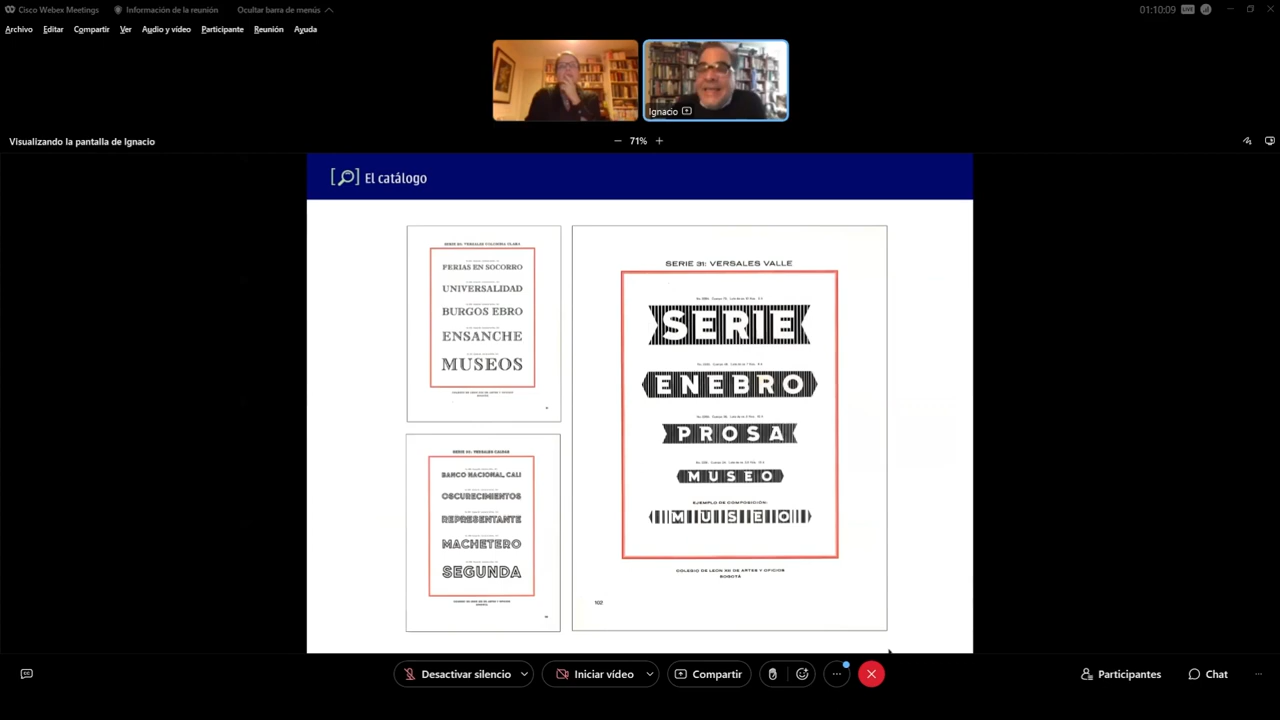 Cisco Webex Meetings
Información de la reunión
Ocultar barra de menús
01:10:09
Archivo
Editar
Compartir
Ver
Audio y vídeo
Participante
Reunión
Ayuda
Ignacio
Visualizando la pantalla de Ignacio
71%
El catálogo
PERIAS EN SOCORRO
UNIVERSALIDAD
BURGOS EBRO
ENSANCHE
MUSEOS
BANCO NACIONAL, CALI
OSCURECIMIENTOS
REPRESENTANTE
MACHETERO
SEGUNDA
SERIE 31: VERSALES VALLE
SERIE
ENEBRO
PROSA
MUSEO
EJEMPLO DE COMPOSICIÓN:
MUSEO
COLEGIO DE LEON XIII DE ARTES Y OFICIOS
BOGOTÁ
102
Desactivar silencio
Iniciar vídeo
Compartir
Participantes
Chat